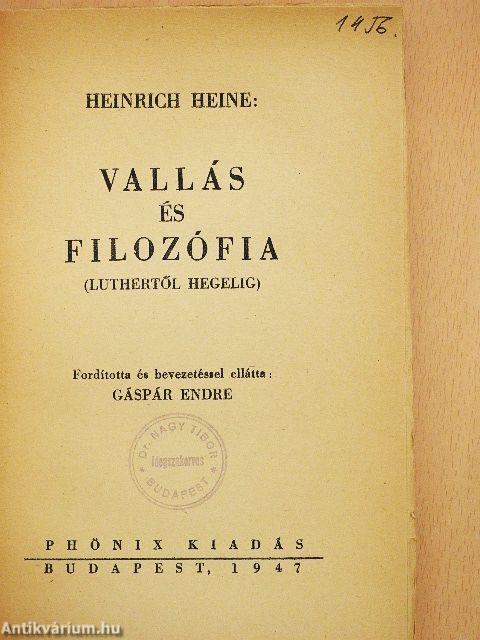 1456.
HEINRICH HEINE:
VALLÁS
ÉS
FILOZÓFIA
(LUTHERTŐL HEGELIG)
Fordította és bevezetéssel ellátta:
GÁSPÁR ENDRE
Dr. NAGY TIBOR
Idegszakorvos
BUDAPEST
PHÖNIX KIADÁS
BUDAPEST, 1947
Antikvárium.hu